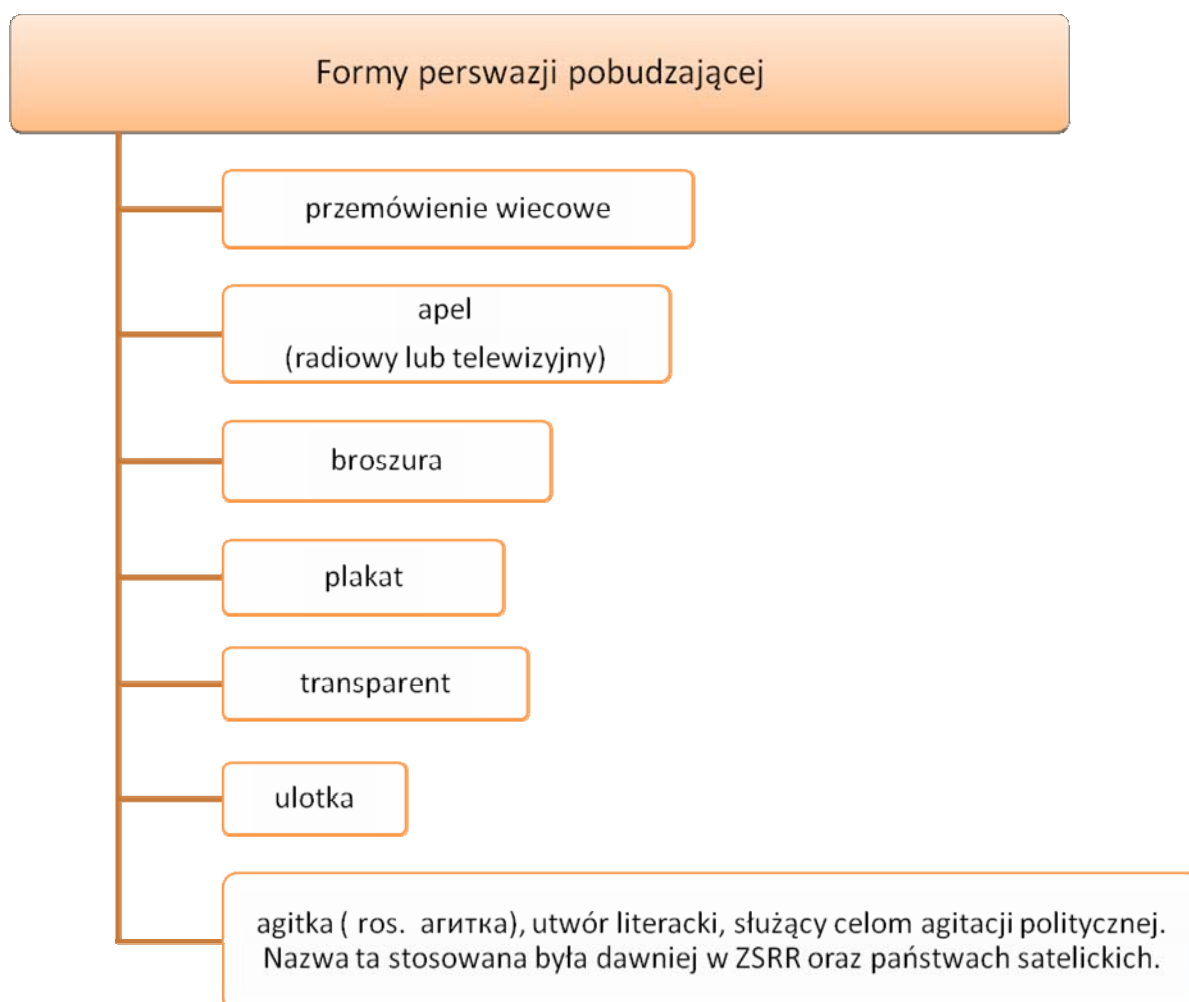 Formy perswazji pobudzającej
przemówienie wiecowe
apel
(radiowy lub telewizyjny)
broszura
plakat
transparent
ulotka
agitka ( ros. агитка), utwór literacki, służący celom agitacji politycznej.
Nazwa ta stosowana była dawniej w ZSRR oraz państwach satelickich.